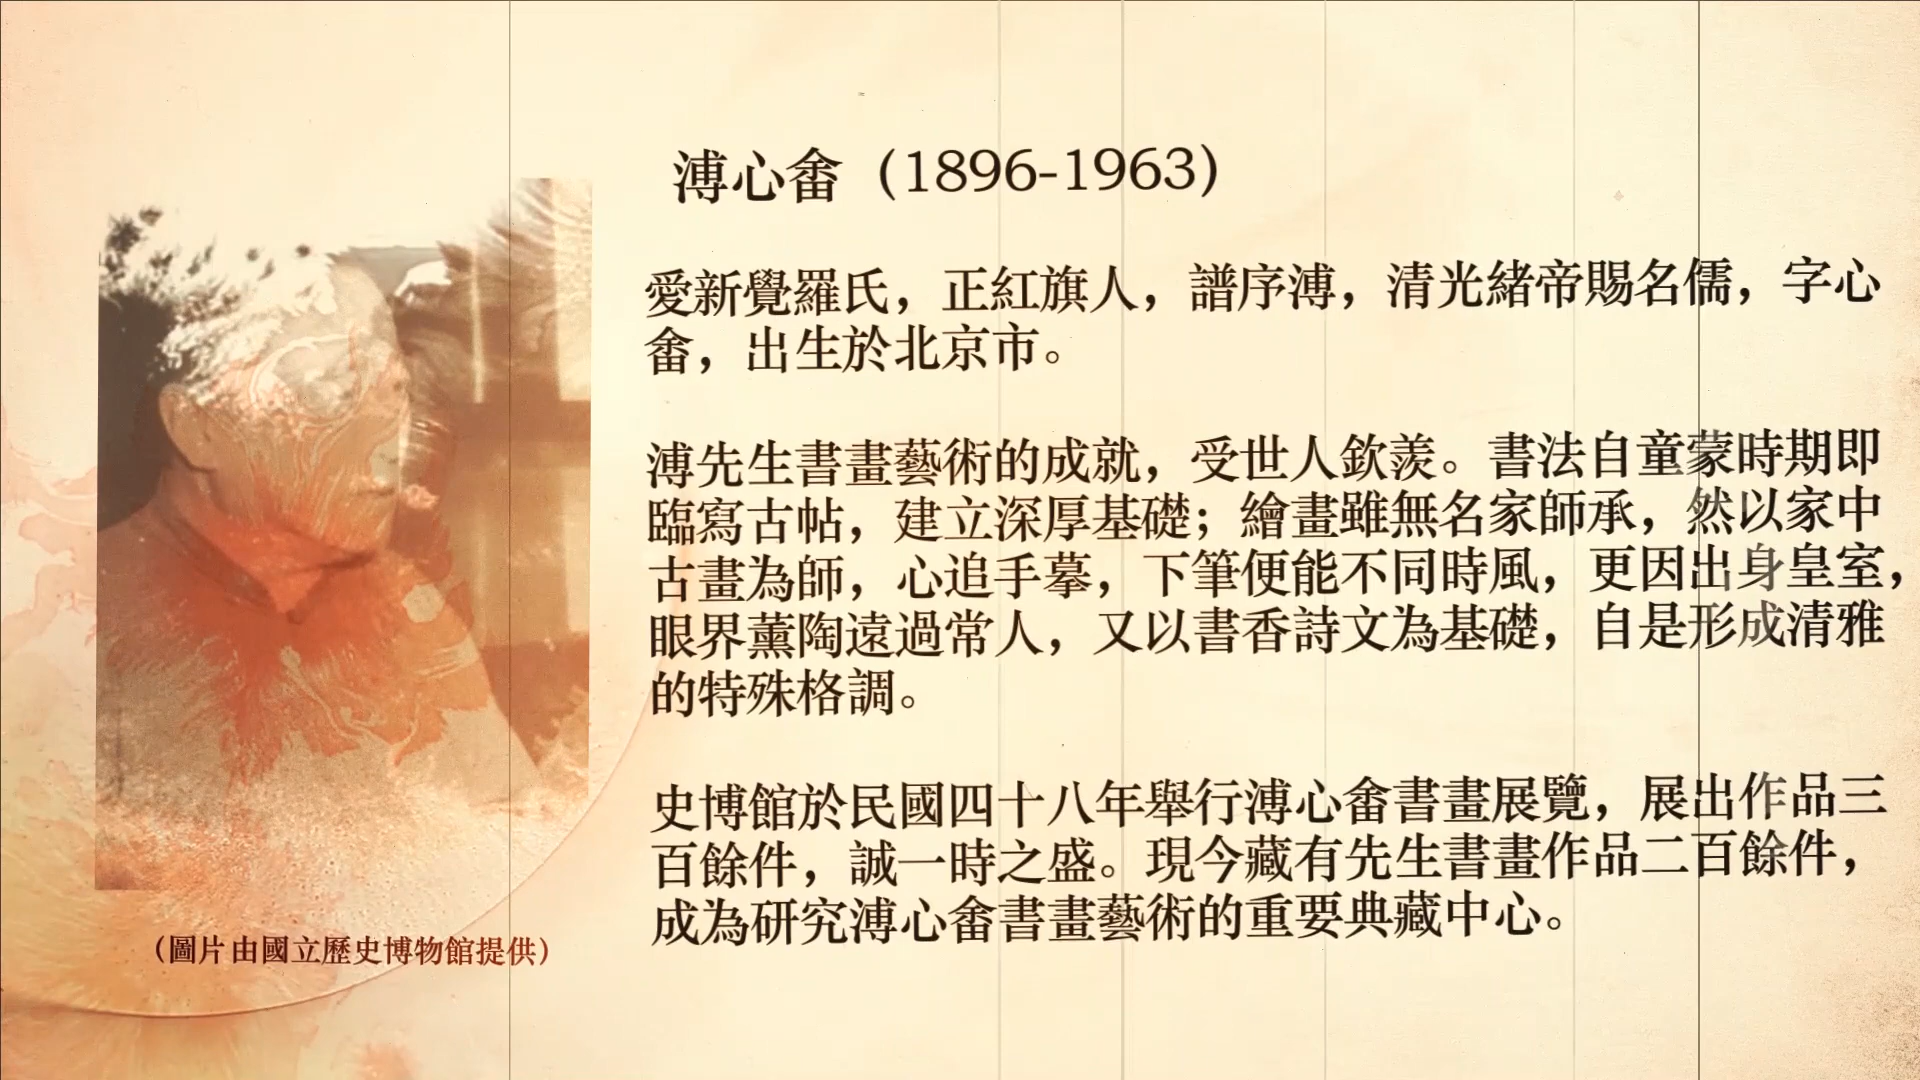 溥心畬（1896-1963）
愛新覺羅氏，正紅旗人，譜序溥，清光緒帝賜名儒，字心
畬，出生於北京市。
溥先生書畫藝術的成就，受世人欽羨。書法自童蒙時期即
臨寫古帖，建立深厚基礎；繪畫雖無名家師承，然以家中
古畫為師，心追手摹，下筆便能不同時風，更因出身皇室，
眼界薰陶遠過常人，又以書香詩文為基礎，自是形成清雅
的特殊格調。
史博館於民國四十八年舉行溥心畬書畫展覽，展出作品三
百餘件，誠一時之盛。現今藏有先生書畫作品二百餘件，
成為研究溥心畬書畫藝術的重要典藏中心。
（圖片由國立歷史博物館提供）